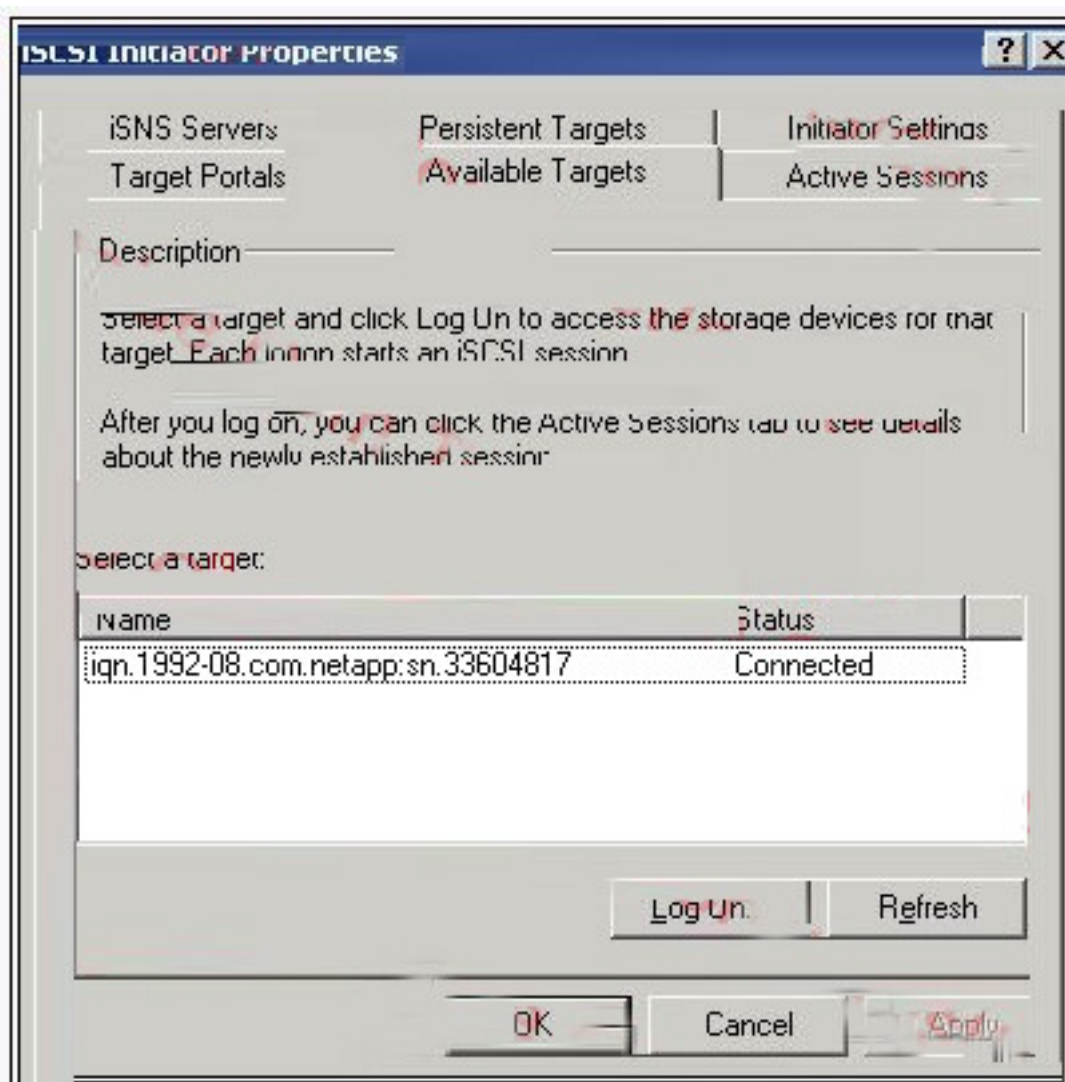 iSCSI Initiator Properties
iSNS Servers Persistent Targets Initiator Settings
Target Portals Available Targets Active Sessions
Description
Select a target and click Log On to access the storage devices for that
target. Each logon starts an iSCSI session.
After you log on, you can click the Active Sessions tab to see details
about the newly established session
Select a target:
Name Status
iqn.1992-08.com.netapp:sn.33604817 Connected
Log On... Refresh
OK Cancel Apply